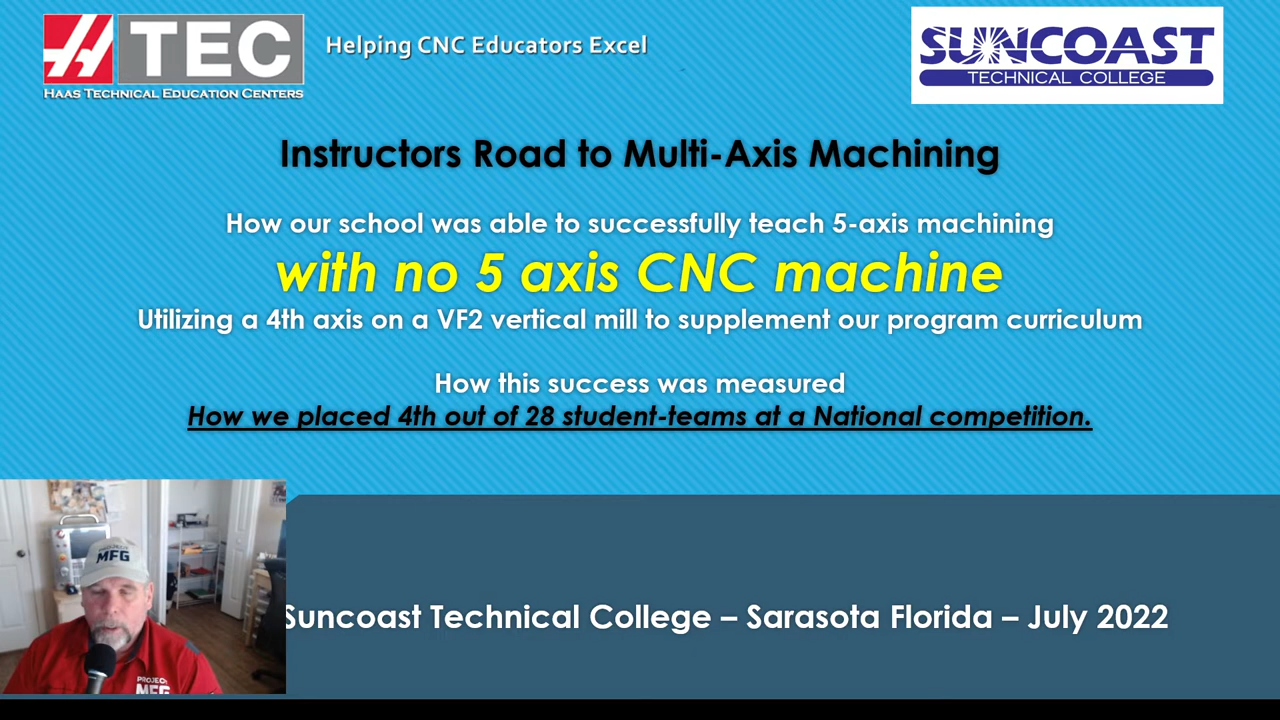 TEC
HAAS TECHNICAL EDUCATION CENTERS
Helping CNC Educators Excel
SUNCOAST
TECHNICAL COLLEGE
Instructors Road to Multi-Axis Machining
How our school was able to successfully teach 5-axis machining
with no 5 axis CNC machine
Utilizing a 4th axis on a VF2 vertical mill to supplement our program curriculum
How this success was measured
How we placed 4th out of 28 student-teams at a National competition.
Suncoast Technical College – Sarasota Florida – July 2022
PROJECT
MFG
PROJECT
MFG